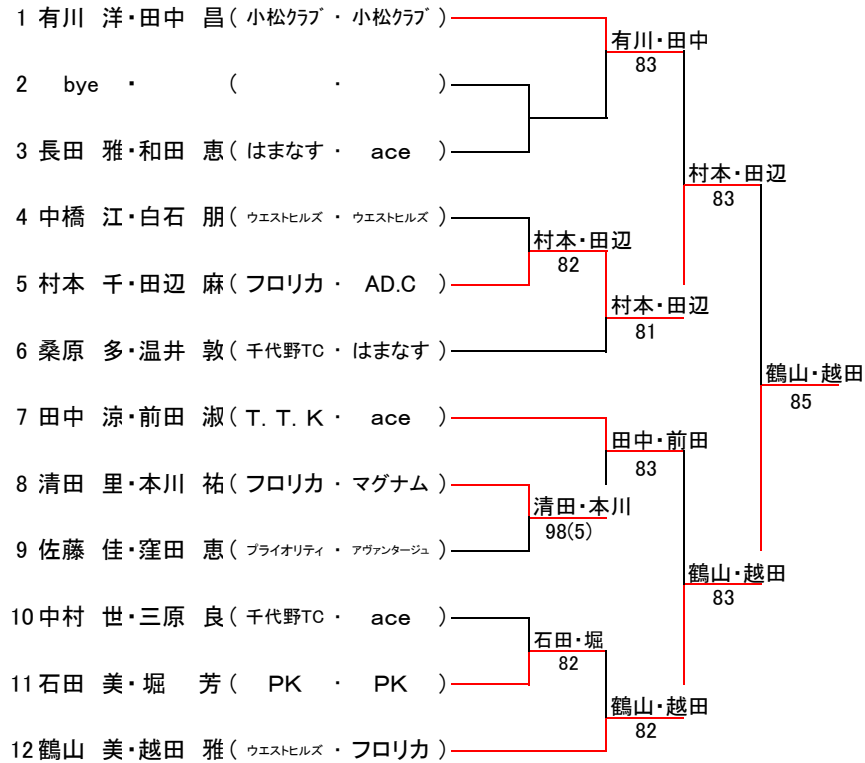 1 有川 洋・田中 昌( 小松クラブ ・ 小松クラブ )
有川・田中
83
2 bye ・ ( ・ )
3 長田 雅・和田 恵( はまなす ・ ace )
村本・田辺
83
4 中橋 江・白石 朋( ウエストヒルズ ・ ウエストヒルズ )
村本・田辺
82
5 村本 千・田辺 麻( フロリカ ・ AD.C )
村本・田辺
81
6 桑原 多・温井 敦( 千代野TC ・ はまなす )
鶴山・越田
85
7 田中 涼・前田 淑( T.T.K ・ ace )
田中・前田
83
8 清田 里・本川 祐( フロリカ ・ マグナム )
清田・本川
98(5)
9 佐藤 佳・窪田 恵( プライオリティ ・ アヴァンタージュ )
鶴山・越田
83
10 中村 世・三原 良( 千代野TC ・ ace )
石田・堀
82
11 石田 美・堀 芳( PK ・ PK )
鶴山・越田
82
12 鶴山 美・越田 雅( ウエストヒルズ ・ フロリカ )